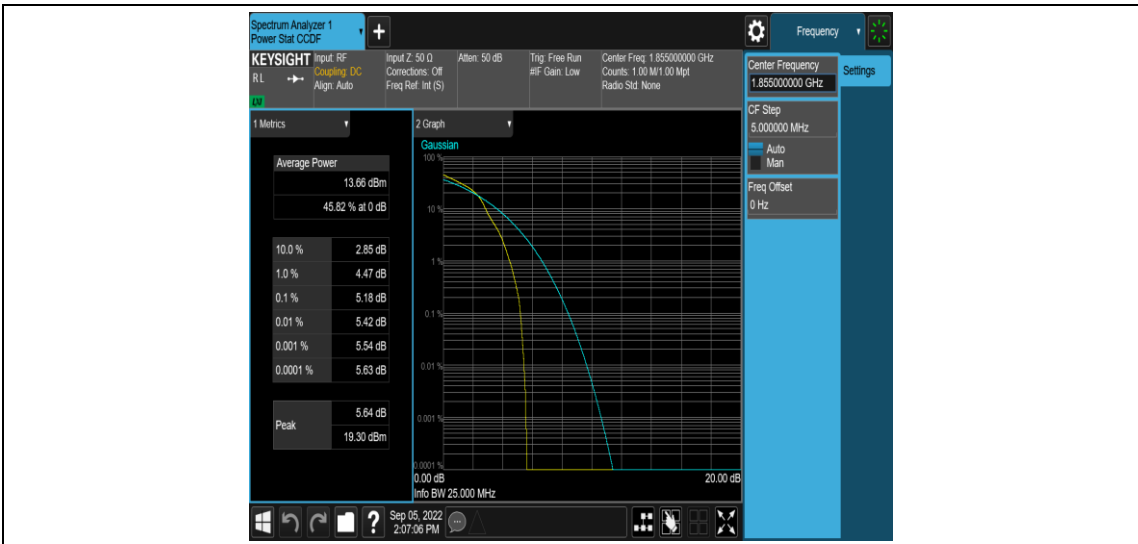 Spectrum Analyzer 1
Power Stat CCDF
+
Frequency
KEYSIGHT
RL
LXI
Input: RF
Coupling: DC
Align: Auto
Input Z: 50 Ω
Corrections: Off
Freq Ref: Int (S)
Atten: 50 dB
Trig: Free Run
#IF Gain: Low
Center Freq: 1.855000000 GHz
Counts: 1.00 M/1.00 Mpt
Radio Std: None
Center Frequency
1.855000000 GHz
Settings
CF Step
5.000000 MHz
Auto
Man
Freq Offset
0 Hz
1 Metrics
Average Power
13.66 dBm
45.82 % at 0 dB
10.0 % 2.85 dB
1.0 % 4.47 dB
0.1 % 5.18 dB
0.01 % 5.42 dB
0.001 % 5.54 dB
0.0001 % 5.63 dB
Peak
5.64 dB
19.30 dBm
2 Graph
Gaussian
100 %
10 %
1 %
0.1 %
0.01 %
0.001 %
0.0001 %
0.00 dB 20.00 dB
Info BW 25.000 MHz
?
Sep 05, 2022
2:07:06 PM